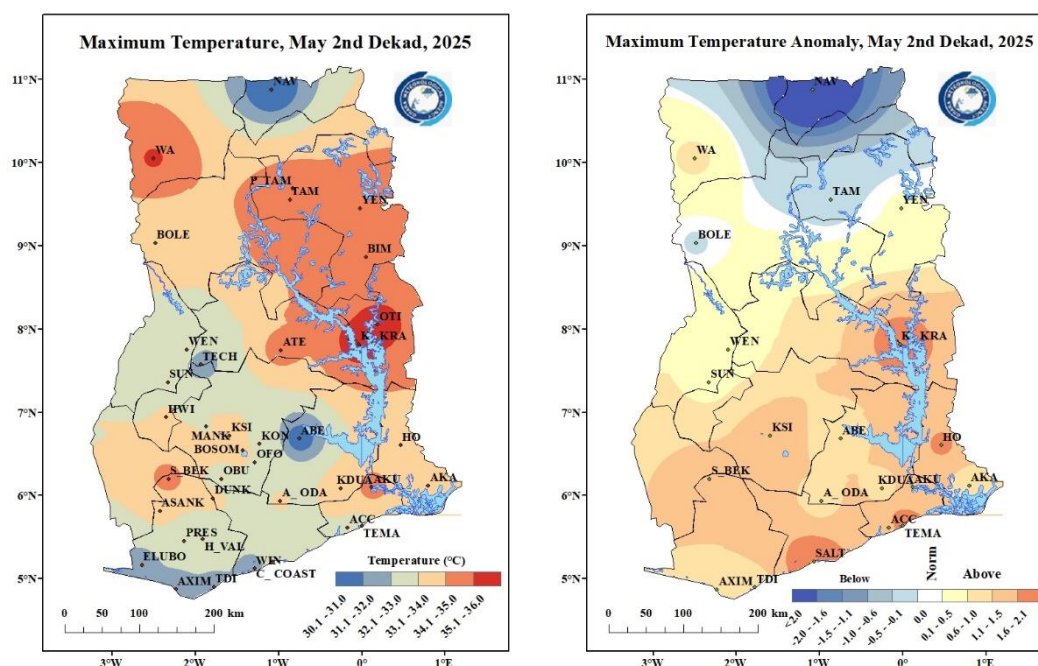 Maximum Temperature, May 2nd Dekad, 2025
11°N
10°N
9°N
8°N
7°N
6°N
5°N
NAV
WA
P_TAM
TAM
YEN
BOLE
BIM
OTI
K_KRA
ATE
WEN
TECH
SUN
HWI
MANK
KSI
BOSOM
KON
ABE
OFO
HO
S_BEK
OBU
KDUA
AKU
AKA
DUNK
A_ODA
ASANK
ACC
TEMA
PRES
H_VAL
ELUBO
WIN
C_COAST
AXIM
TDI
Temperature (°C)
30.1 -31.0
31.1 -32.0
32.1 -33.0
33.1 -34.0
34.1 -35.0
35.1 -36.0
0 100 200 km
3°W 2°W 1°W 0° 1°E
Maximum Temperature Anomaly, May 2nd Dekad, 2025
11°N
10°N
9°N
8°N
7°N
6°N
5°N
NAV
WA
TAM
YEN
BOLE
K_KRA
WEN
SUN
KSI
ABE
HO
S_BEK
KDUA
AKU
AKA
A_ODA
ACC
TEMA
SALT
AXIM
TDI
Below
Norm
Above
<-2.0
-2.0 - -1.6
-1.5 - -1.1
-1.0 - -0.6
-0.5 - -0.1
0.0
0.1 - 0.5
0.6 - 1.0
1.1 - 1.5
1.6 - 2.1
0 100 200 km
3°W 2°W 1°W 0° 1°E